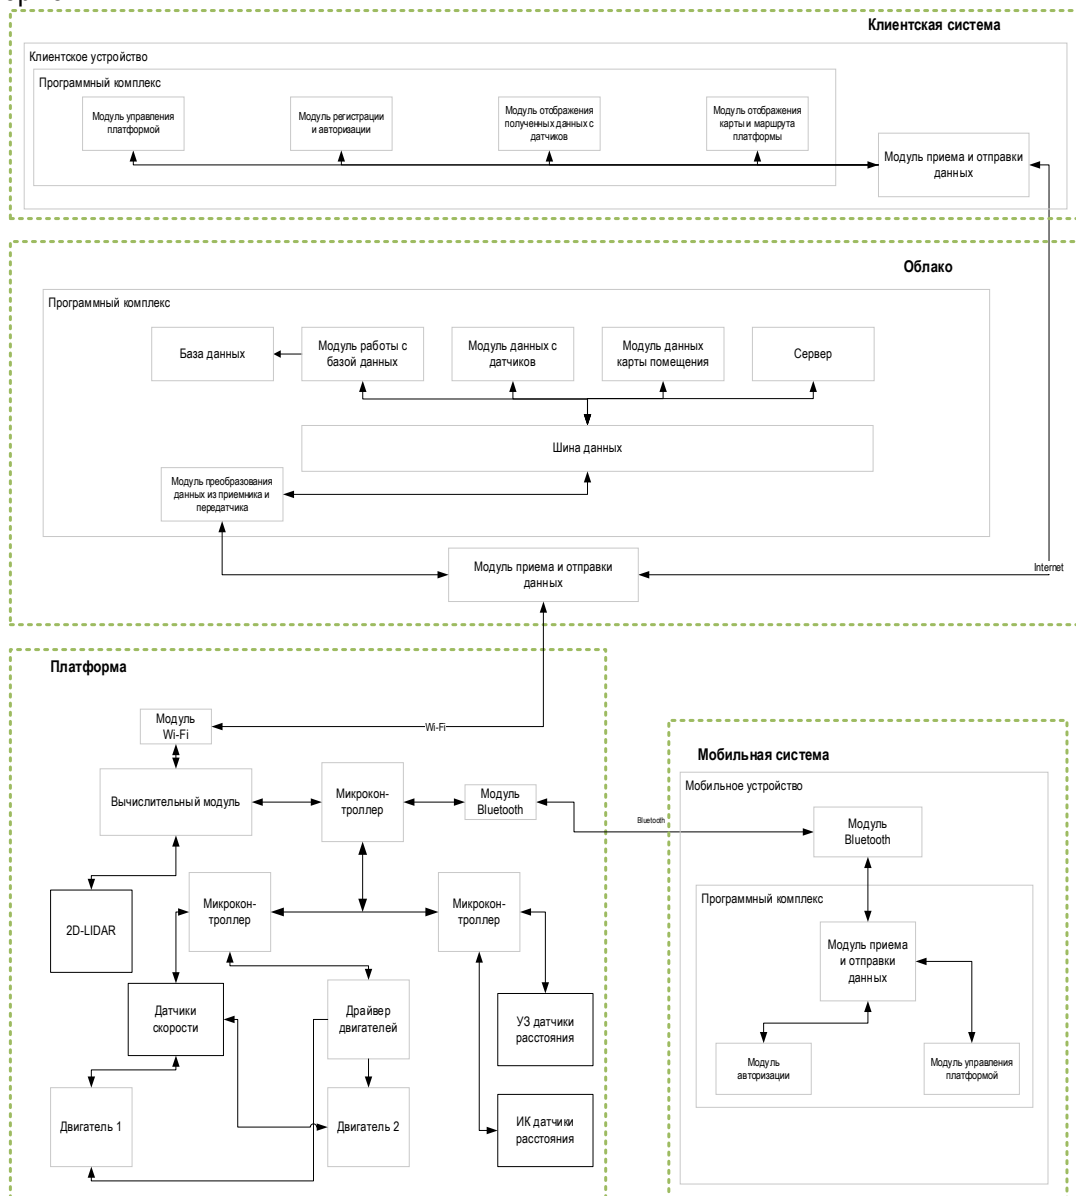 Клиентская система
Клиентское устройство
Программный комплекс
Модуль управления
платформой
Модуль регистрации
и авторизации
Модуль отображения
полученных данных с
датчиков
Модуль отображения
карты и маршрута
платформы
Модуль приема и отправки
данных
Облако
Программный комплекс
База данных
Модуль работы с
базой данных
Модуль данных с
датчиков
Модуль данных
карты помещения
Сервер
Шина данных
Модуль преобразования
данных из приемника и
передатчика
Модуль приема и отправки
данных
Internet
Платформа
Модуль
Wi-Fi
Wi-Fi
Вычислительный модуль
Микрокон-
троллер
Модуль
Bluetooth
Bluetooth
2D-LIDAR
Микрокон-
троллер
Микрокон-
троллер
Датчики
скорости
Драйвер
двигателей
УЗ датчики
расстояния
Двигатель 1
Двигатель 2
ИК датчики
расстояния
Мобильная система
Мобильное устройство
Модуль
Bluetooth
Программный комплекс
Модуль приема
и отправки
данных
Модуль
авторизации
Модуль управления
платформой